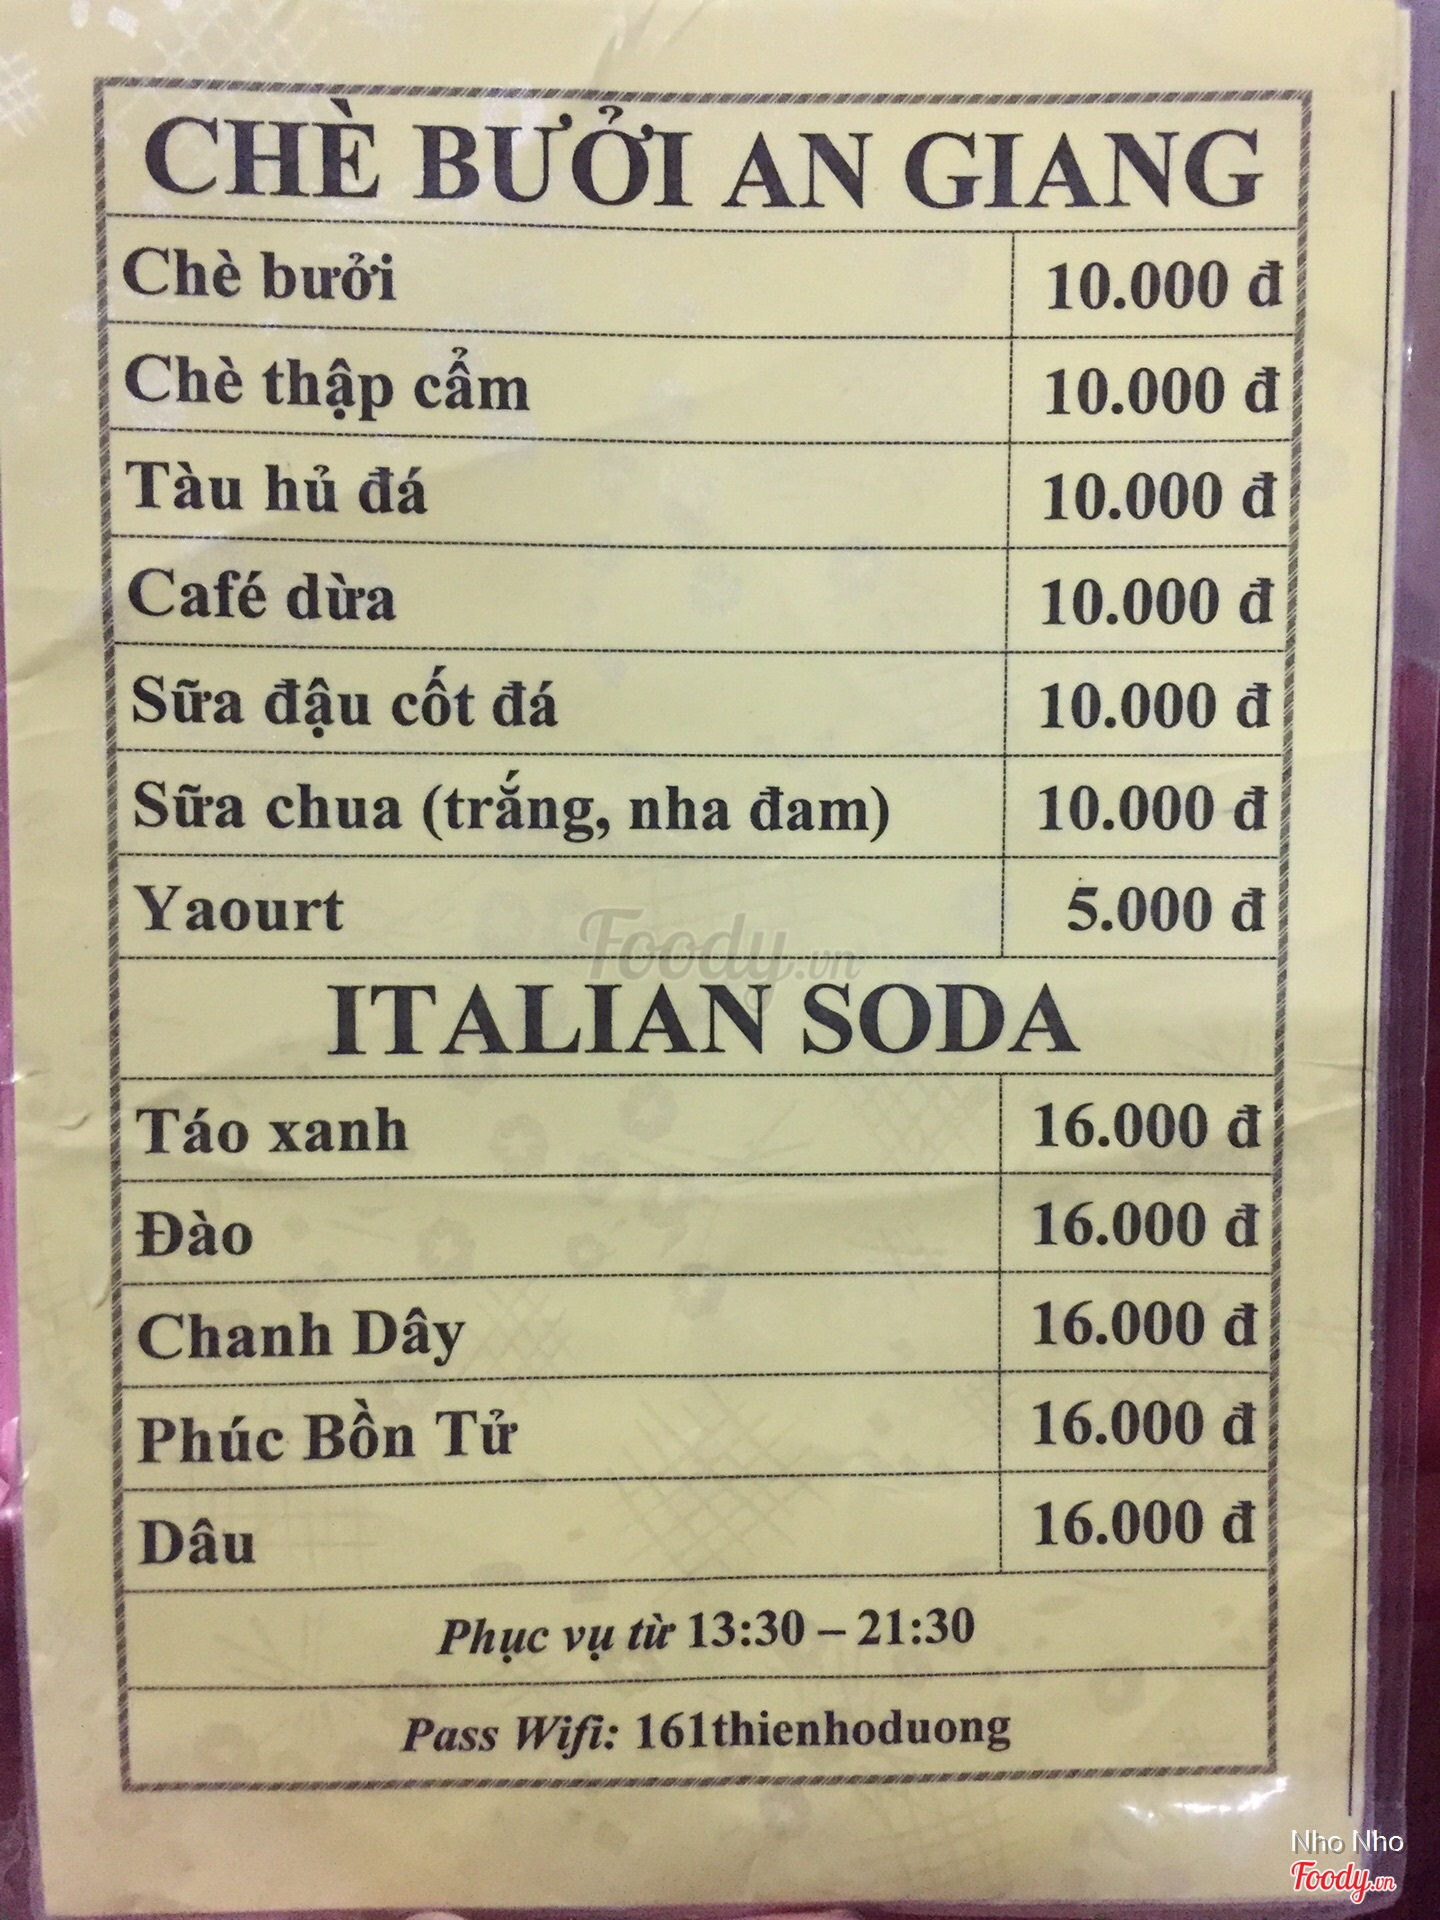 CHÈ BƯỞI AN GIANG
Chè bưởi 10.000 đ
Chè thập cẩm 10.000 đ
Tàu hủ đá 10.000 đ
Café dừa 10.000 đ
Sữa đậu cốt đá 10.000 đ
Sữa chua (trắng, nha đam) 10.000 đ
Yaourt 5.000 đ
Foody.vn
ITALIAN SODA
Táo xanh 16.000 đ
Đào 16.000 đ
Chanh Dây 16.000 đ
Phúc Bồn Tử 16.000 đ
Dâu 16.000 đ
Phục vụ từ 13:30 – 21:30
Pass Wifi: 161thienhoduong
Nho Nho
Foody.vn